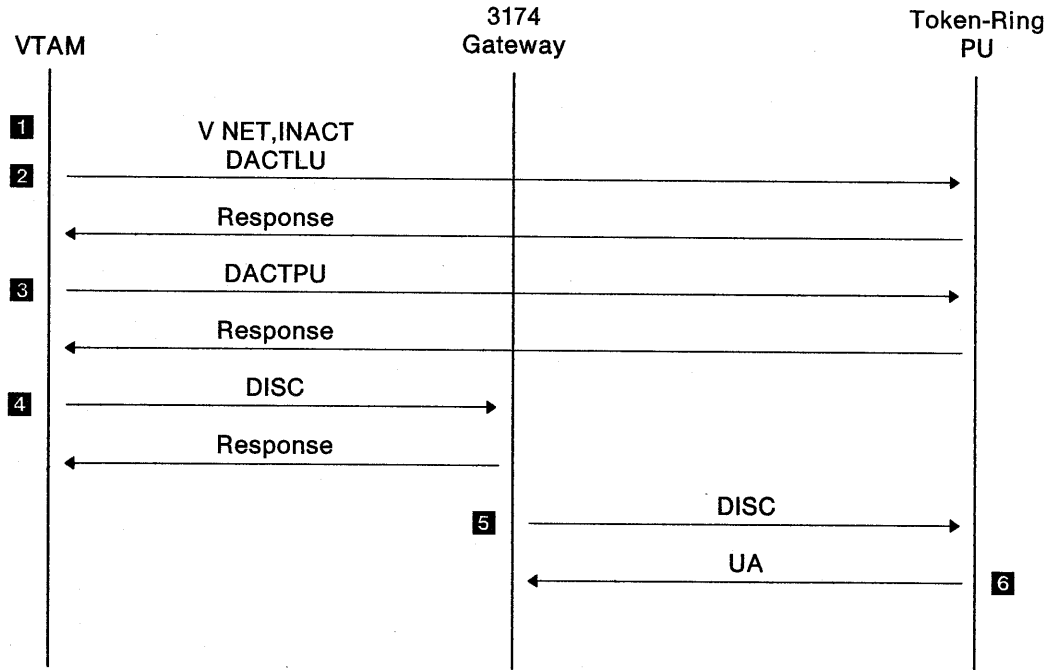 3174
Gateway
Token-Ring
PU
VTAM
1
V NET,INACT
2
DACTLU
Response
3
DACTPU
Response
4
DISC
Response
5
DISC
UA
6